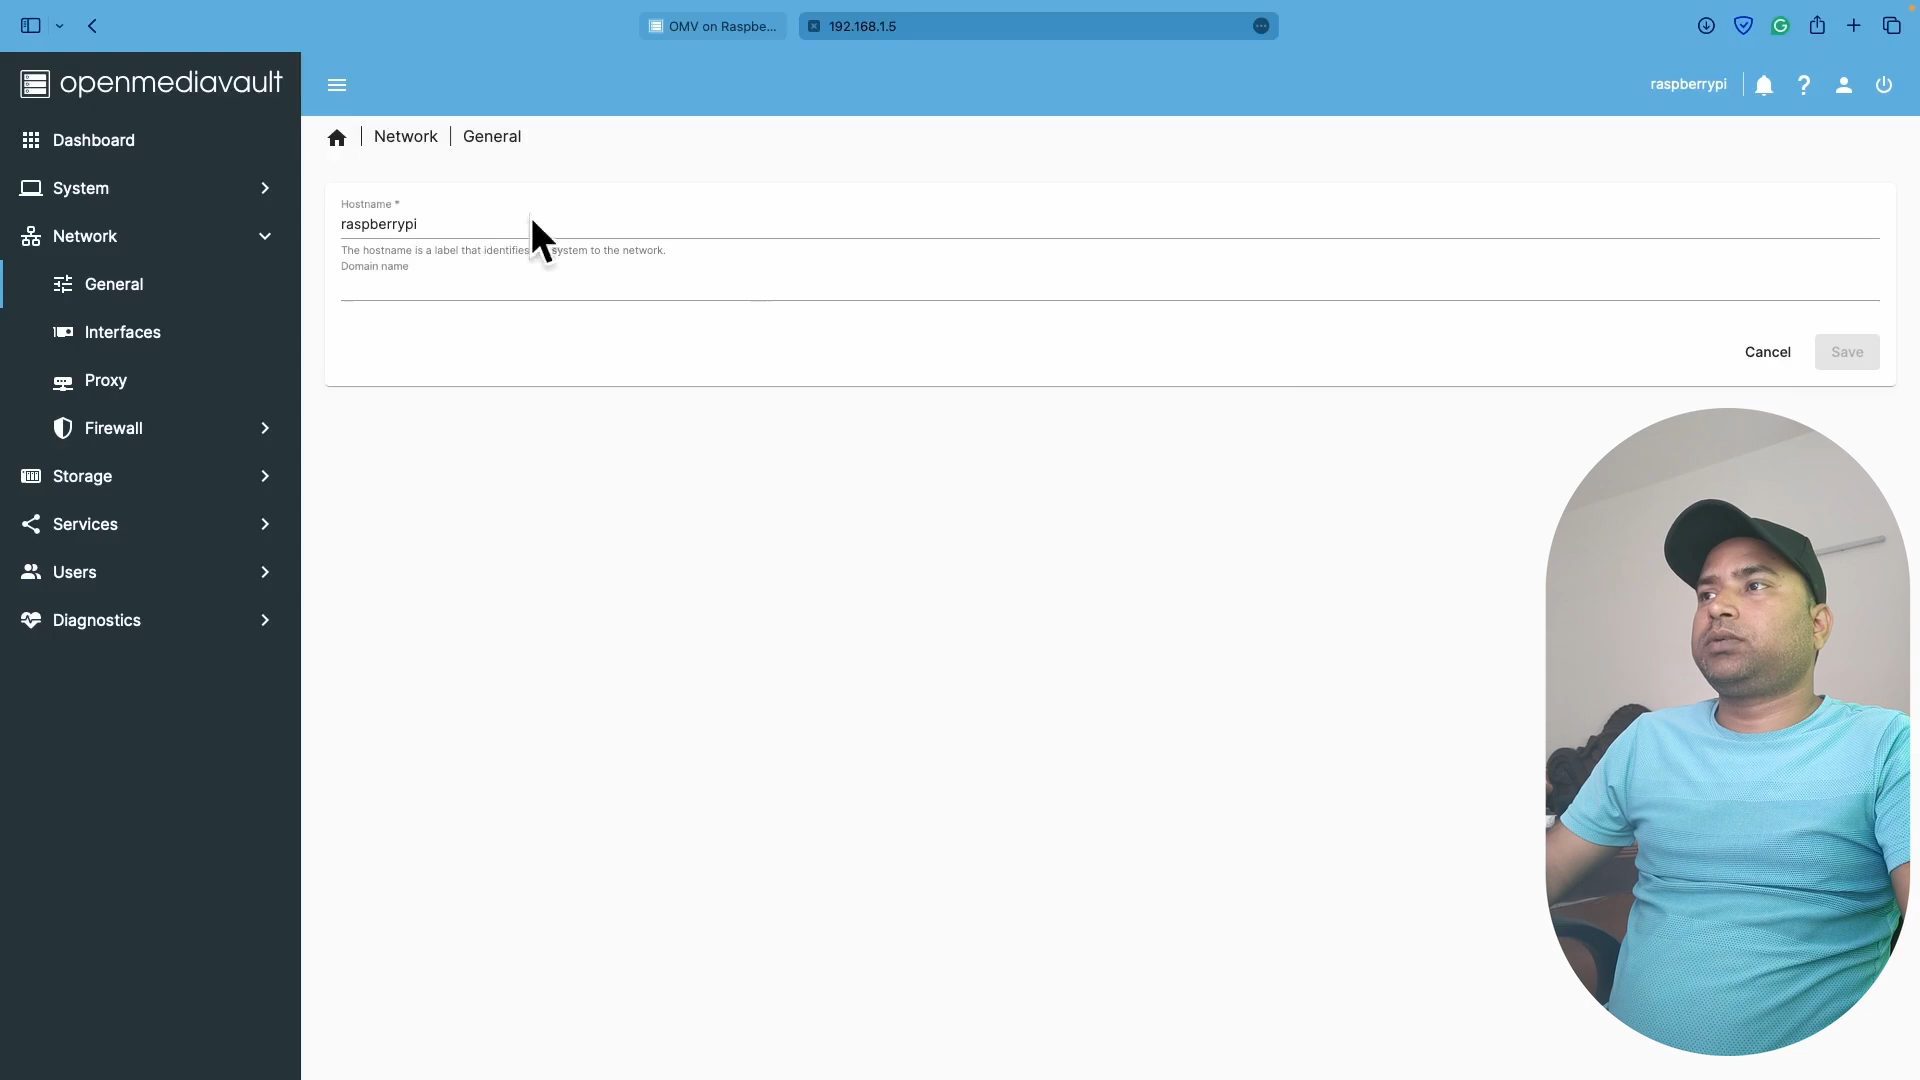 OMV on Raspbe...
192.168.1.5
openmediavault
raspberrypi
Dashboard
System
Network
General
Interfaces
Proxy
Firewall
Storage
Services
Users
Diagnostics
Network | General
Hostname *
raspberrypi
The hostname is a label that identifies system to the network.
Domain name
Cancel
Save